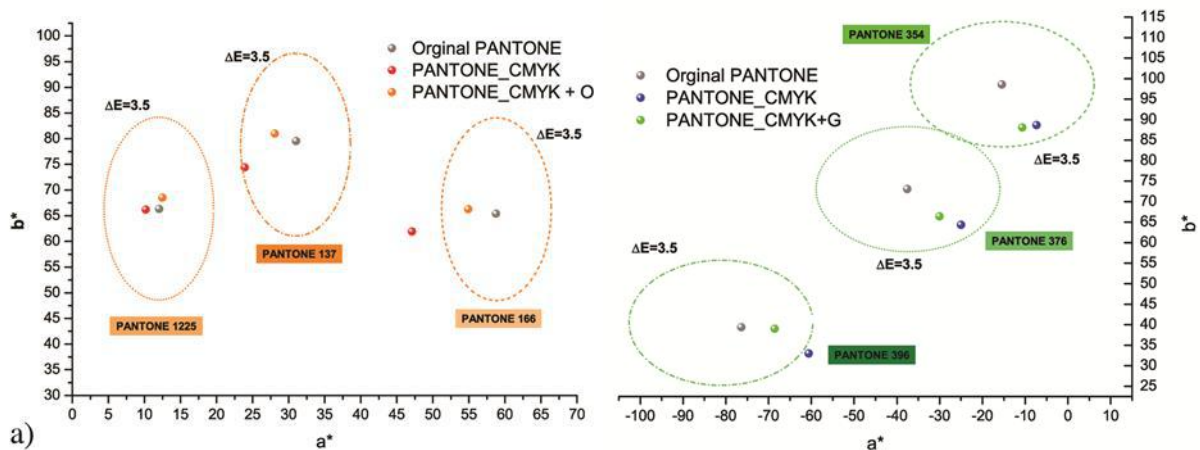 100
95
90
85
80
75
70
65
60
55
50
45
40
35
30
b*
ΔE=3.5
ΔE=3.5
ΔE=3.5
Orginal PANTONE
PANTONE_CMYK
PANTONE_CMYK + O
PANTONE 137
PANTONE 1225
PANTONE 166
0 5 10 15 20 25 30 35 40 45 50 55 60 65 70
a*
a)
PANTONE 354
Orginal PANTONE
PANTONE_CMYK
PANTONE_CMYK+G
ΔE=3.5
PANTONE 376
ΔE=3.5
ΔE=3.5
PANTONE 396
115
110
105
100
95
90
85
80
75
70
65
60
55
50
45
40
35
30
25
b*
-100 -90 -80 -70 -60 -50 -40 -30 -20 -10 0 10
a*